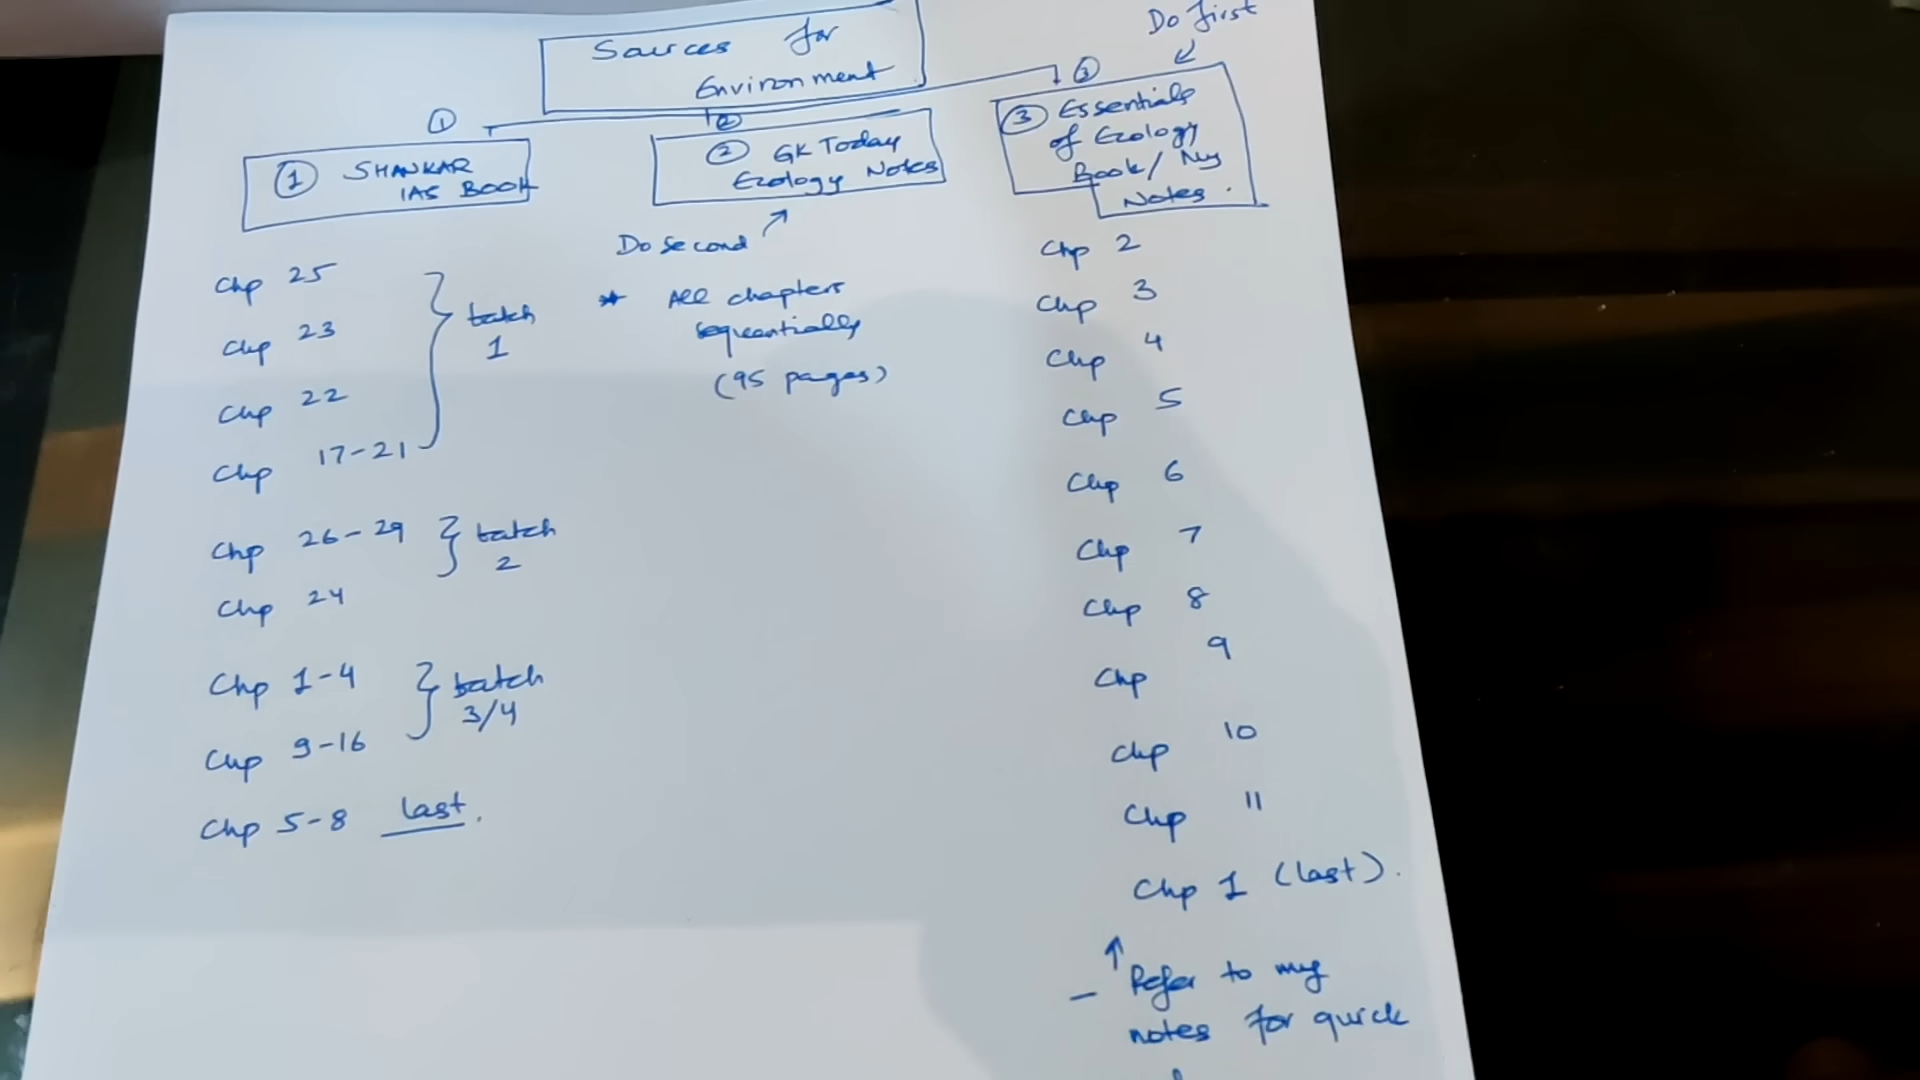 Sources for
Environment
Do first
①
① SHANKAR
IAS BOOK
②
② GK Today
Ecology Notes
Do second
③
③ Essentials
of Ecology
Book/ My
Notes.
Chp 25
Chp 23
Chp 22
Chp 17-21
batch
1
Chp 26-29
Chp 24
batch
2
Chp 1-4
Chp 9-16
batch
3/4
Chp 5-8 last.
* All chapters
sequentially
(95 pages)
Chp 2
Chp 3
Chp 4
Chp 5
Chp 6
Chp 7
Chp 8
Chp 9
Chp 10
Chp 11
Chp 1 (last).
- Refer to my
notes for quick